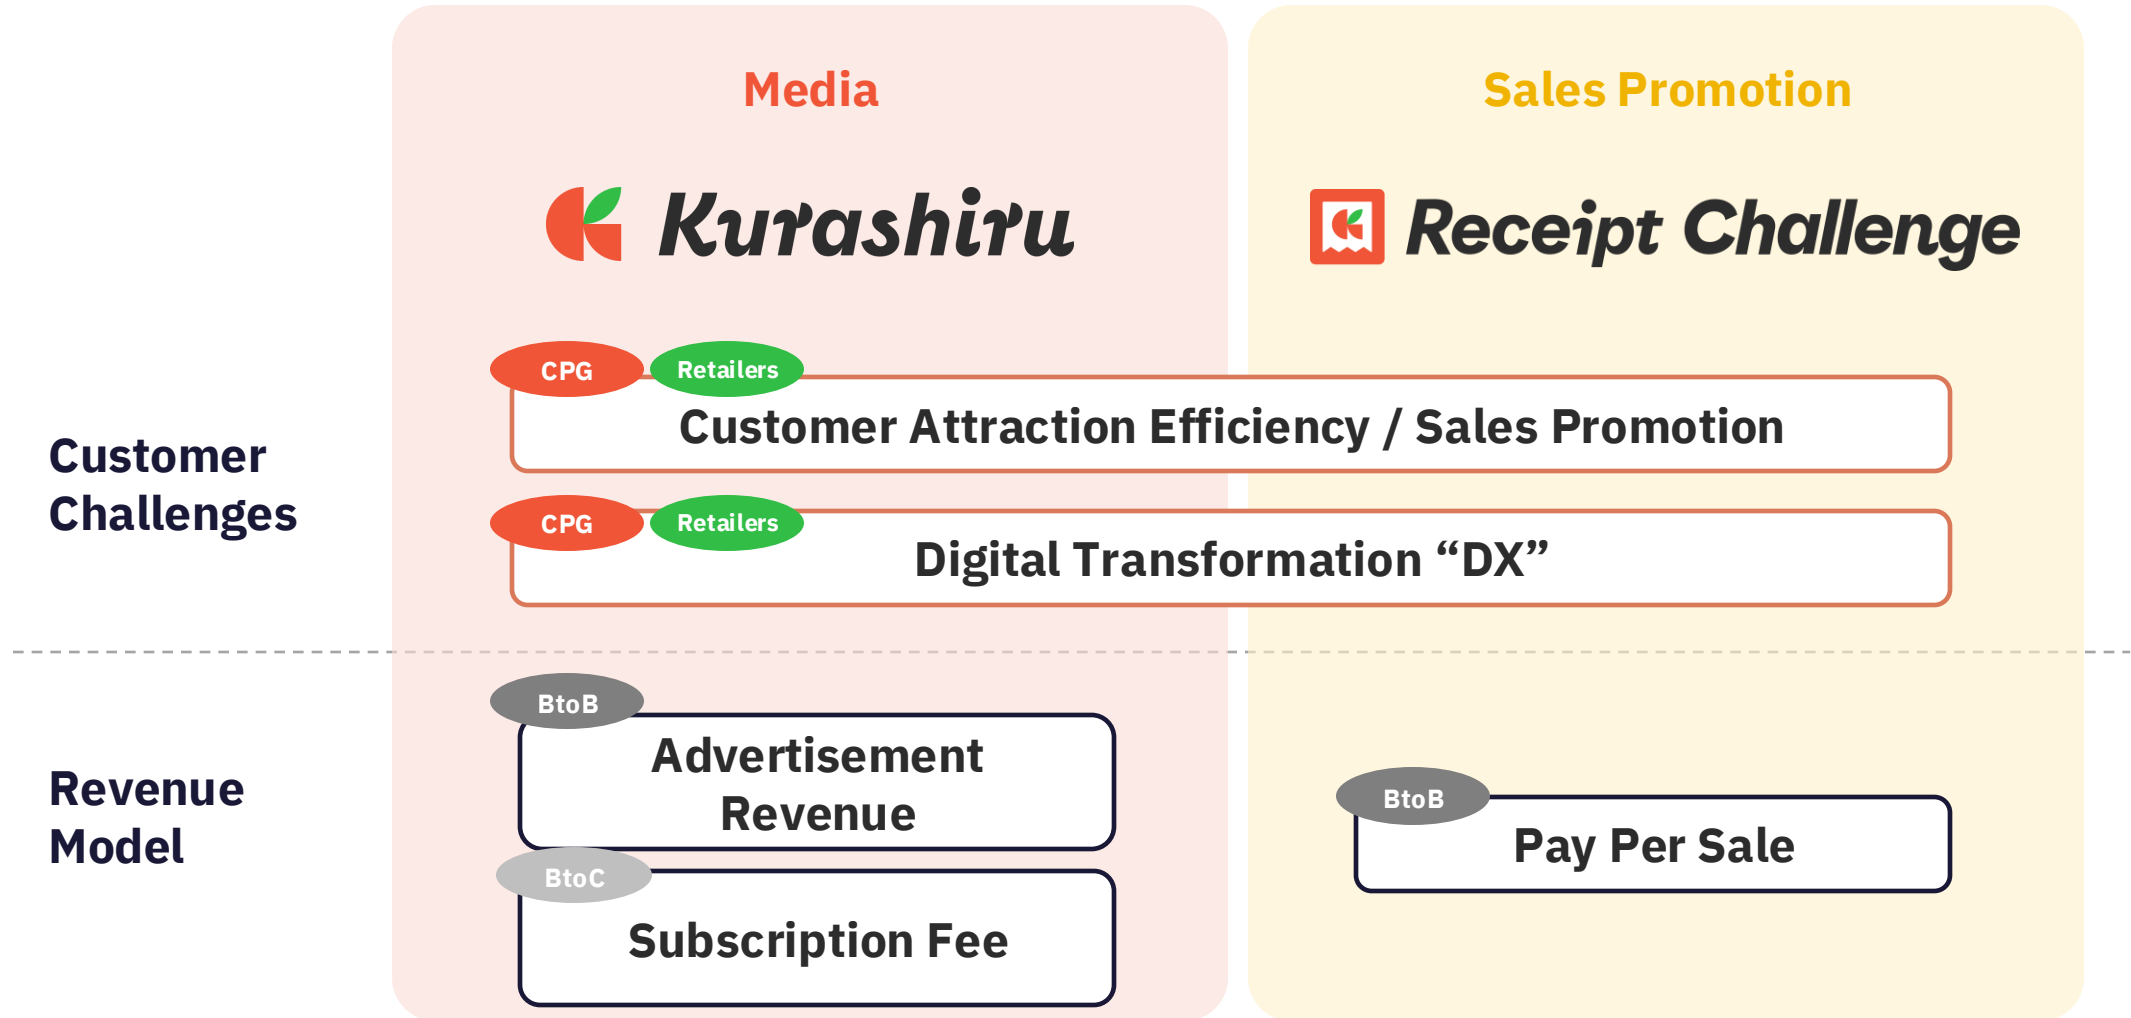 Media
Sales Promotion
Kurashiru
Receipt Challenge
Customer
Challenges
CPG
Retailers
Customer Attraction Efficiency / Sales Promotion
CPG
Retailers
Digital Transformation “DX”
Revenue
Model
BtoB
Advertisement
Revenue
BtoC
Subscription Fee
BtoB
Pay Per Sale